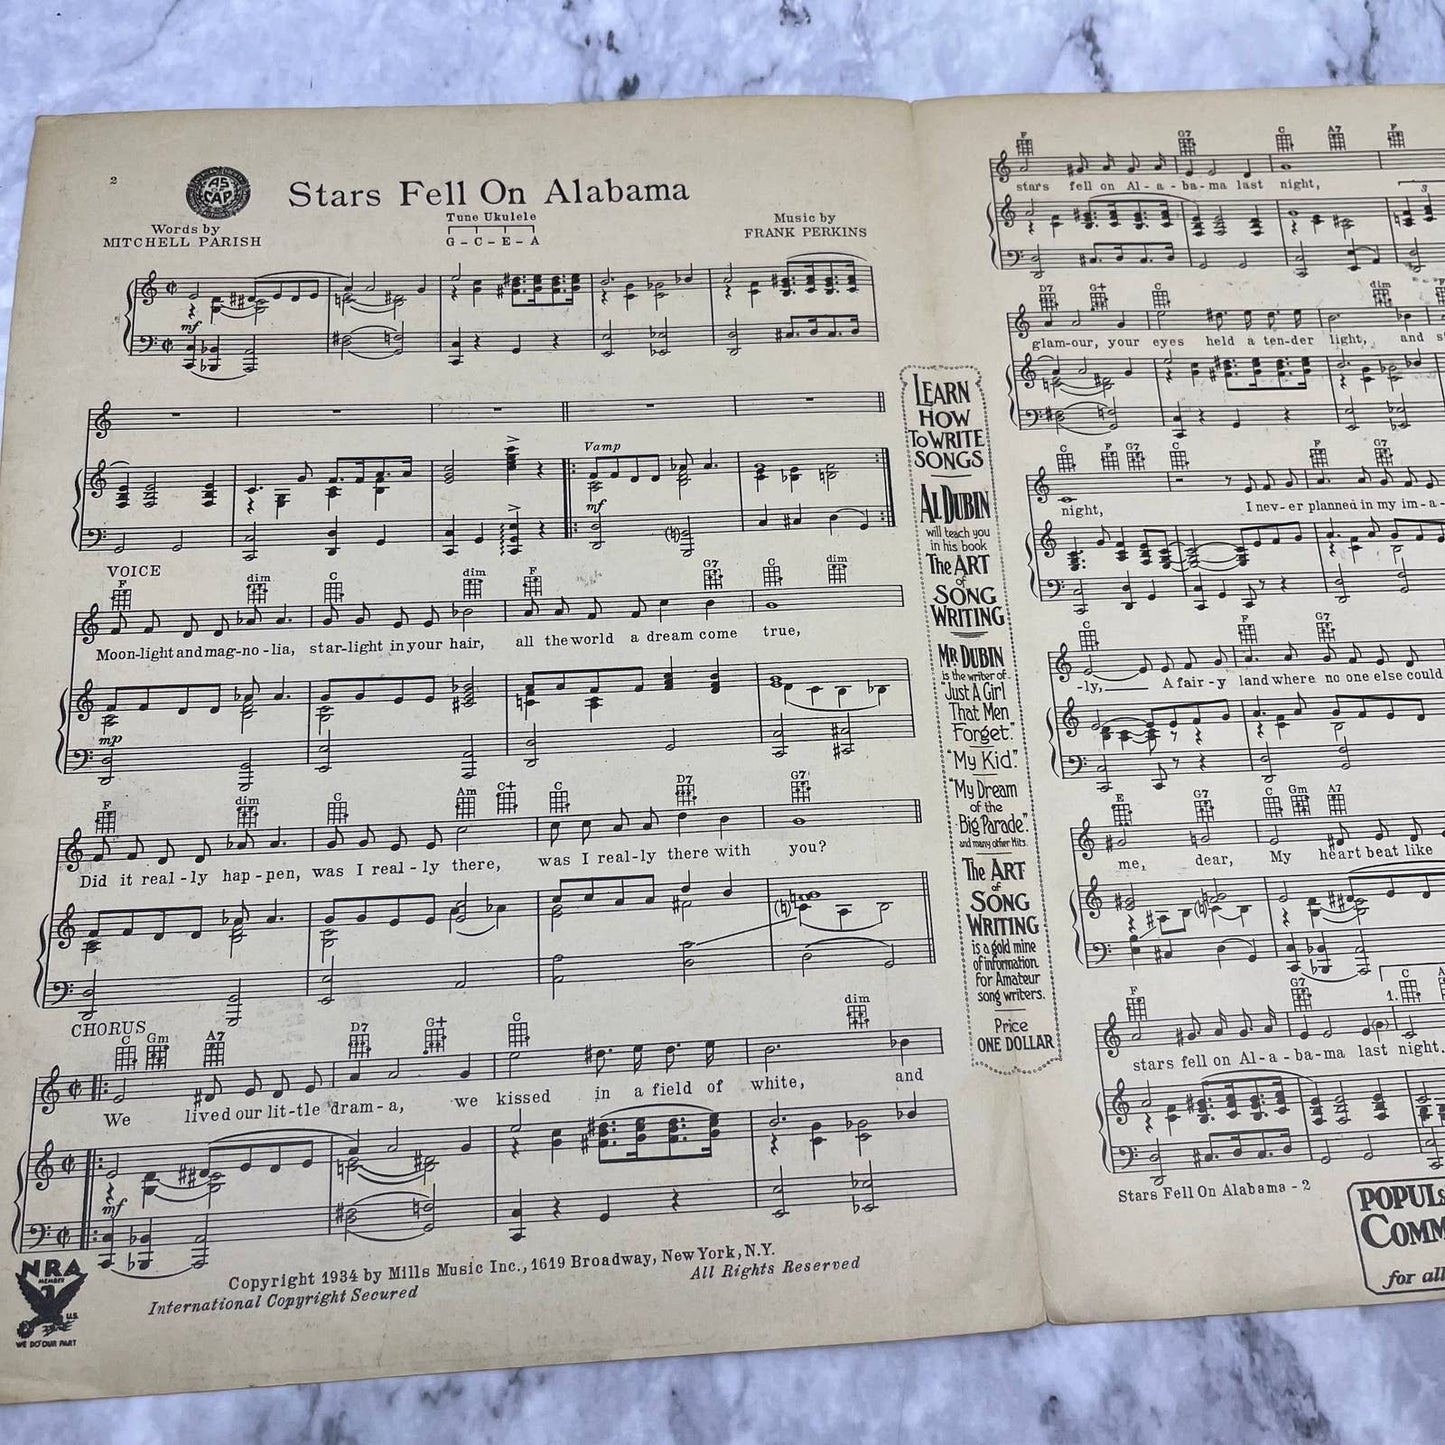 2
AS
CAP
Stars Fell On Alabama
Tune Ukulele
G - C - E - A
Words by
MITCHELL PARISH
Music by
FRANK PERKINS
mf
Vamp
mf
VOICE
F dim C dim F G7 C dim
Moon-light and mag-no-lia, star-light in your hair, all the world a dream come true,
mp
F dim C Am C+ C D7 G7
Did it real-ly hap-pen, was I real-ly there, was I real-ly there with you?
CHORUS
C Gm A7 D7 G+ C dim
We lived our lit-tle dram-a, we kissed in a field of white, and
mf
NRA
MEMBER
U.S.
WE DO OUR PART
Copyright 1934 by Mills Music Inc., 1619 Broadway, New York, N.Y.
International Copyright Secured
All Rights Reserved
LEARN
HOW
TO WRITE
SONGS
AL DUBIN
will teach you
in his book
The ART
of
SONG
WRITING
MR DUBIN
is the writer of
"Just A Girl
That Men
Forget."
"My Kid."
"My Dream
of the
Big Parade".
and many other Hits.
The ART
of
SONG
WRITING
is a gold mine
of information
for Amateur
song writers.
Price
ONE DOLLAR
F G7 C A7 F
stars fell on Al-a-ba-ma last night,
3
D7 G+ C dim
glam-our, your eyes held a ten-der light, and
C F G7 C F G7
night, I nev-er planned in my im-a-
C F G7
-ly, A fair-y land where no one else could
E G7 C Gm A7
me, dear, My heart beat like
F G7 1. C
stars fell on Al-a-ba-ma last night.
Stars Fell On Alabama - 2
POPUL
COMM
for all